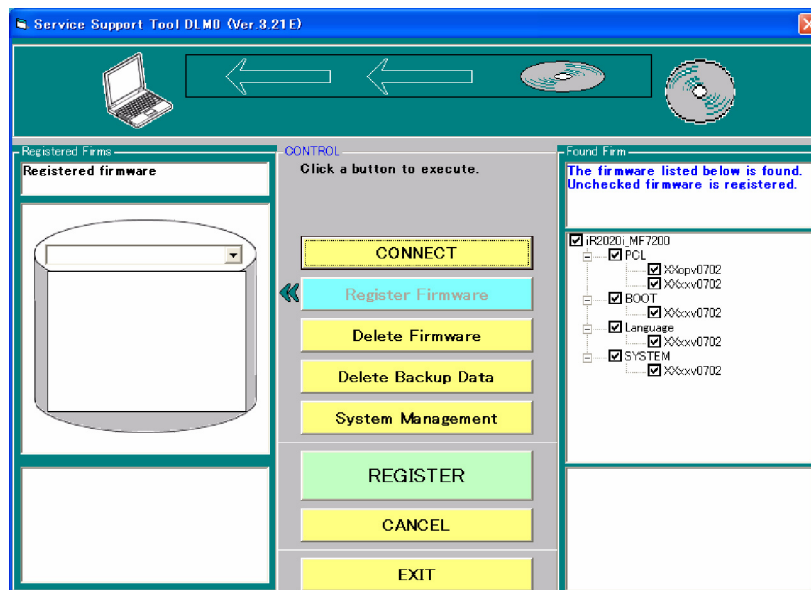 Service Support Tool DLM0 (Ver.3.21E)
Registered Firms
Registered firmware
CONTROL
Click a button to execute.
CONNECT
Register Firmware
Delete Firmware
Delete Backup Data
System Management
REGISTER
CANCEL
EXIT
Found Firm
The firmware listed below is found.
Unchecked firmware is registered.
iR2020i_MF7200
PCL
XXopv0702
XXxxv0702
BOOT
XXxxv0702
Language
XXxxv0702
SYSTEM
XXxxv0702